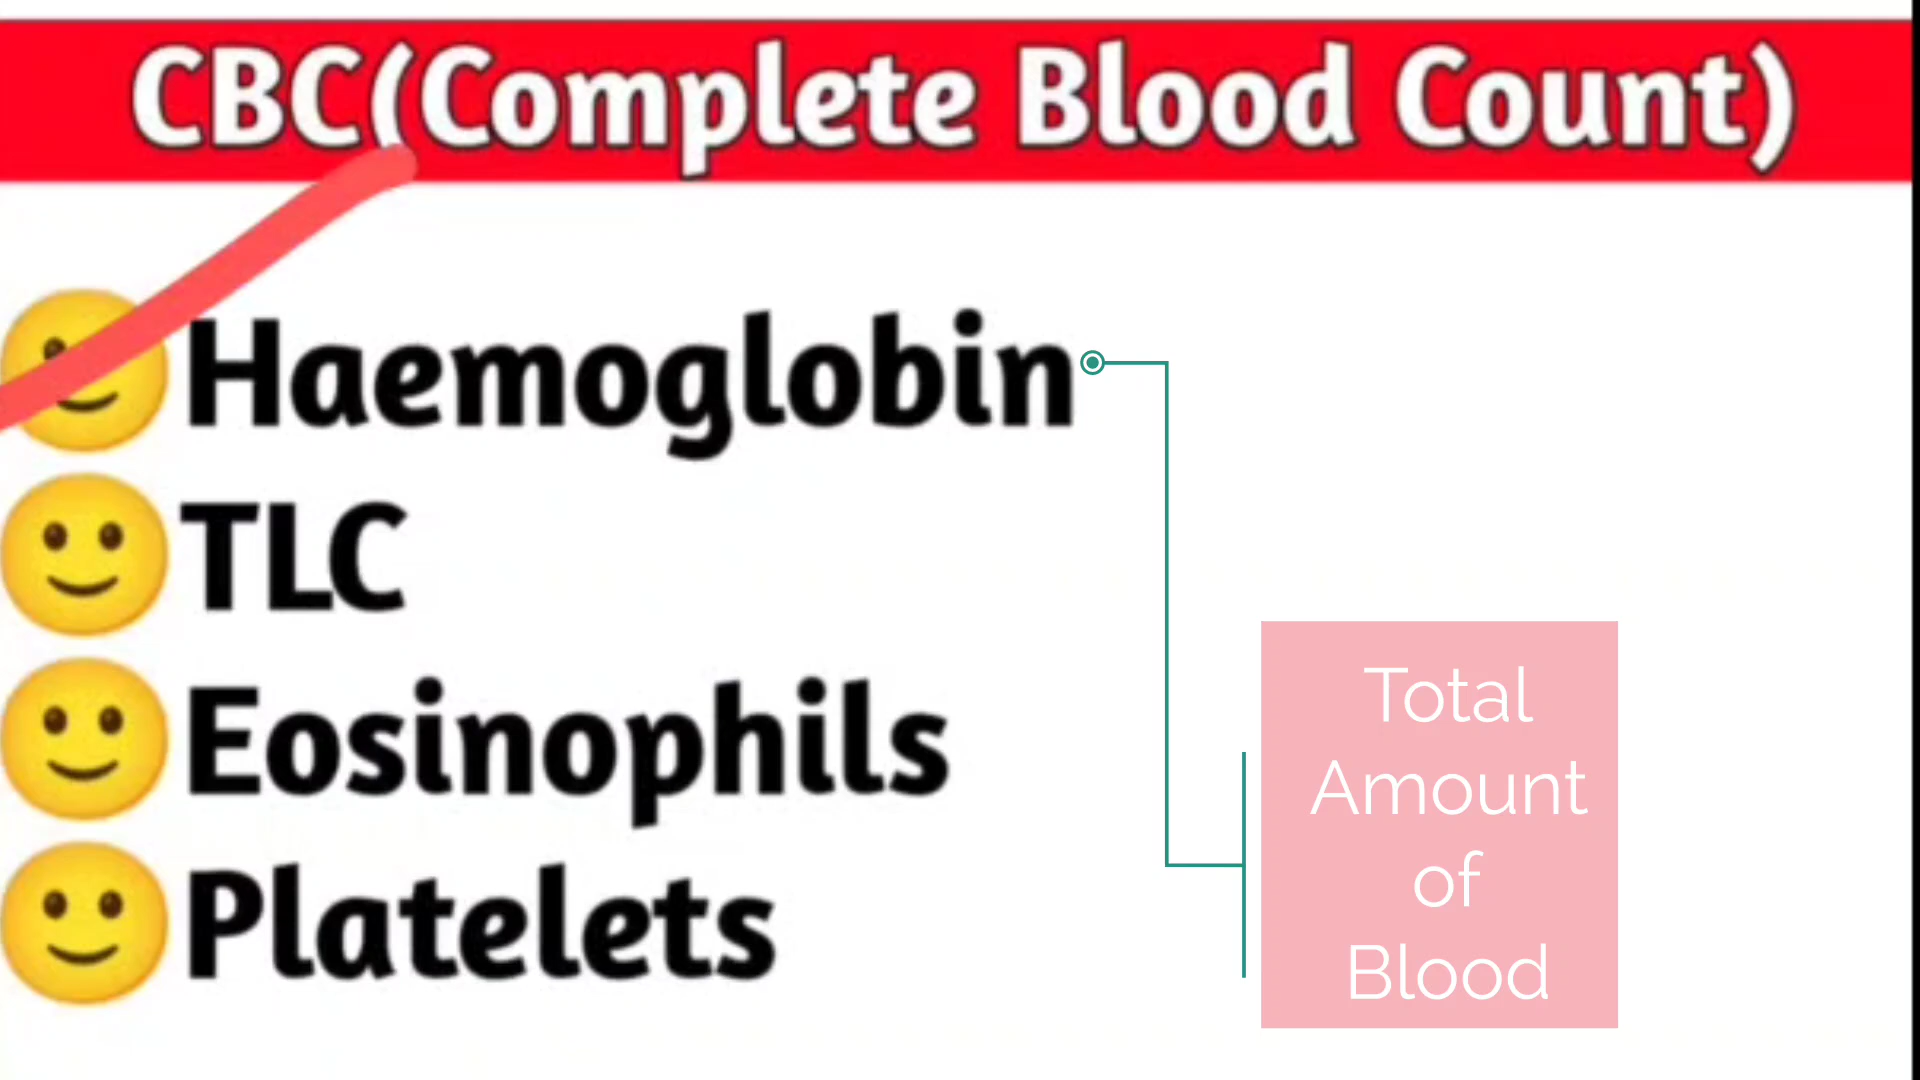 CBC(Complete Blood Count)
Haemoglobin
TLC
Eosinophils
Platelets
Total
Amount
of
Blood